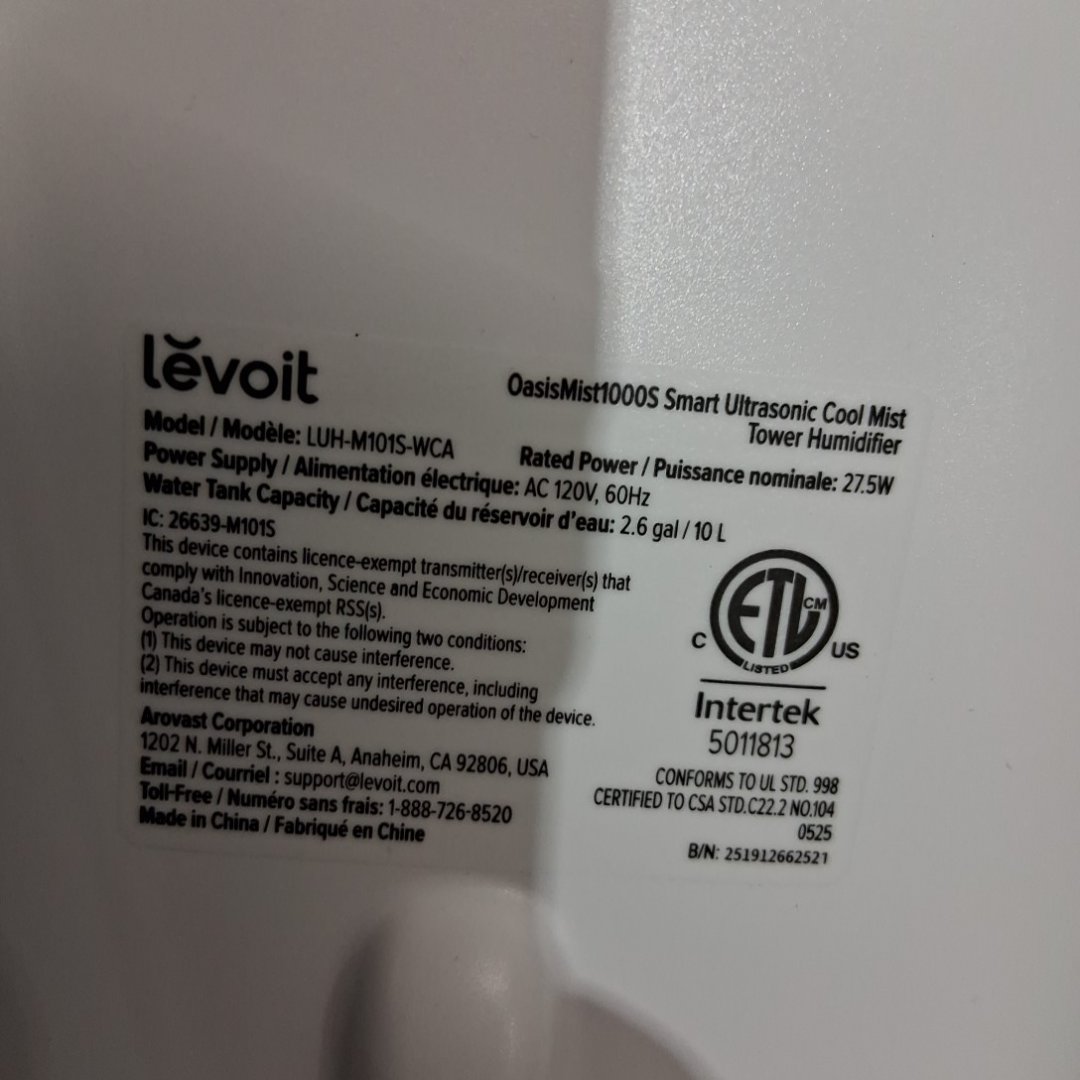 lĕvoit
OasisMist1000S Smart Ultrasonic Cool Mist
Tower Humidifier
Model / Modèle: LUH-M101S-WCA
Rated Power / Puissance nominale: 27.5W
Power Supply / Alimentation électrique: AC 120V, 60Hz
Water Tank Capacity / Capacité du réservoir d'eau: 2.6 gal / 10 L
IC: 26639-M101S
This device contains licence-exempt transmitter(s)/receiver(s) that
comply with Innovation, Science and Economic Development
Canada's licence-exempt RSS(s).
Operation is subject to the following two conditions:
(1) This device may not cause interference.
(2) This device must accept any interference, including
interference that may cause undesired operation of the device.
Arovast Corporation
1202 N. Miller St., Suite A, Anaheim, CA 92806, USA
Email / Courriel : support@levoit.com
Toll-Free / Numéro sans frais: 1-888-726-8520
Made in China / Fabriqué en Chine
C ETL CM US
LISTED
Intertek
5011813
CONFORMS TO UL STD. 998
CERTIFIED TO CSA STD.C22.2 NO.104
0525
B/N: 251912662521